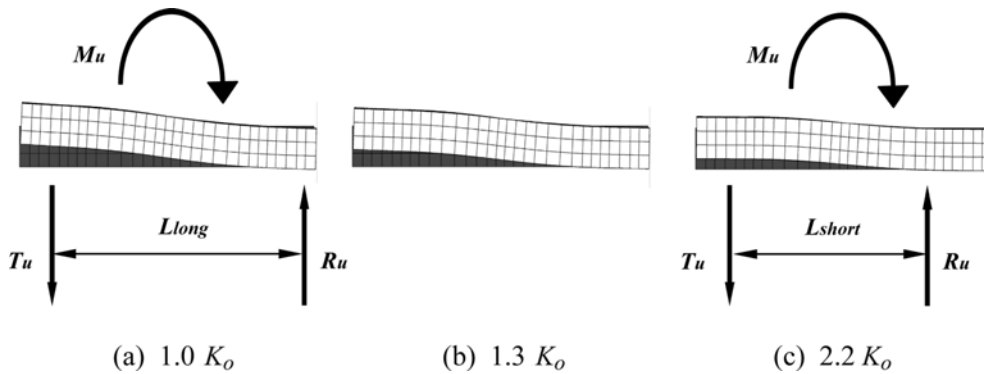 Mu
Mu
Llong
Tu
Ru
Lshort
Tu
Ru
(a) 1.0 Ko
(b) 1.3 Ko
(c) 2.2 Ko